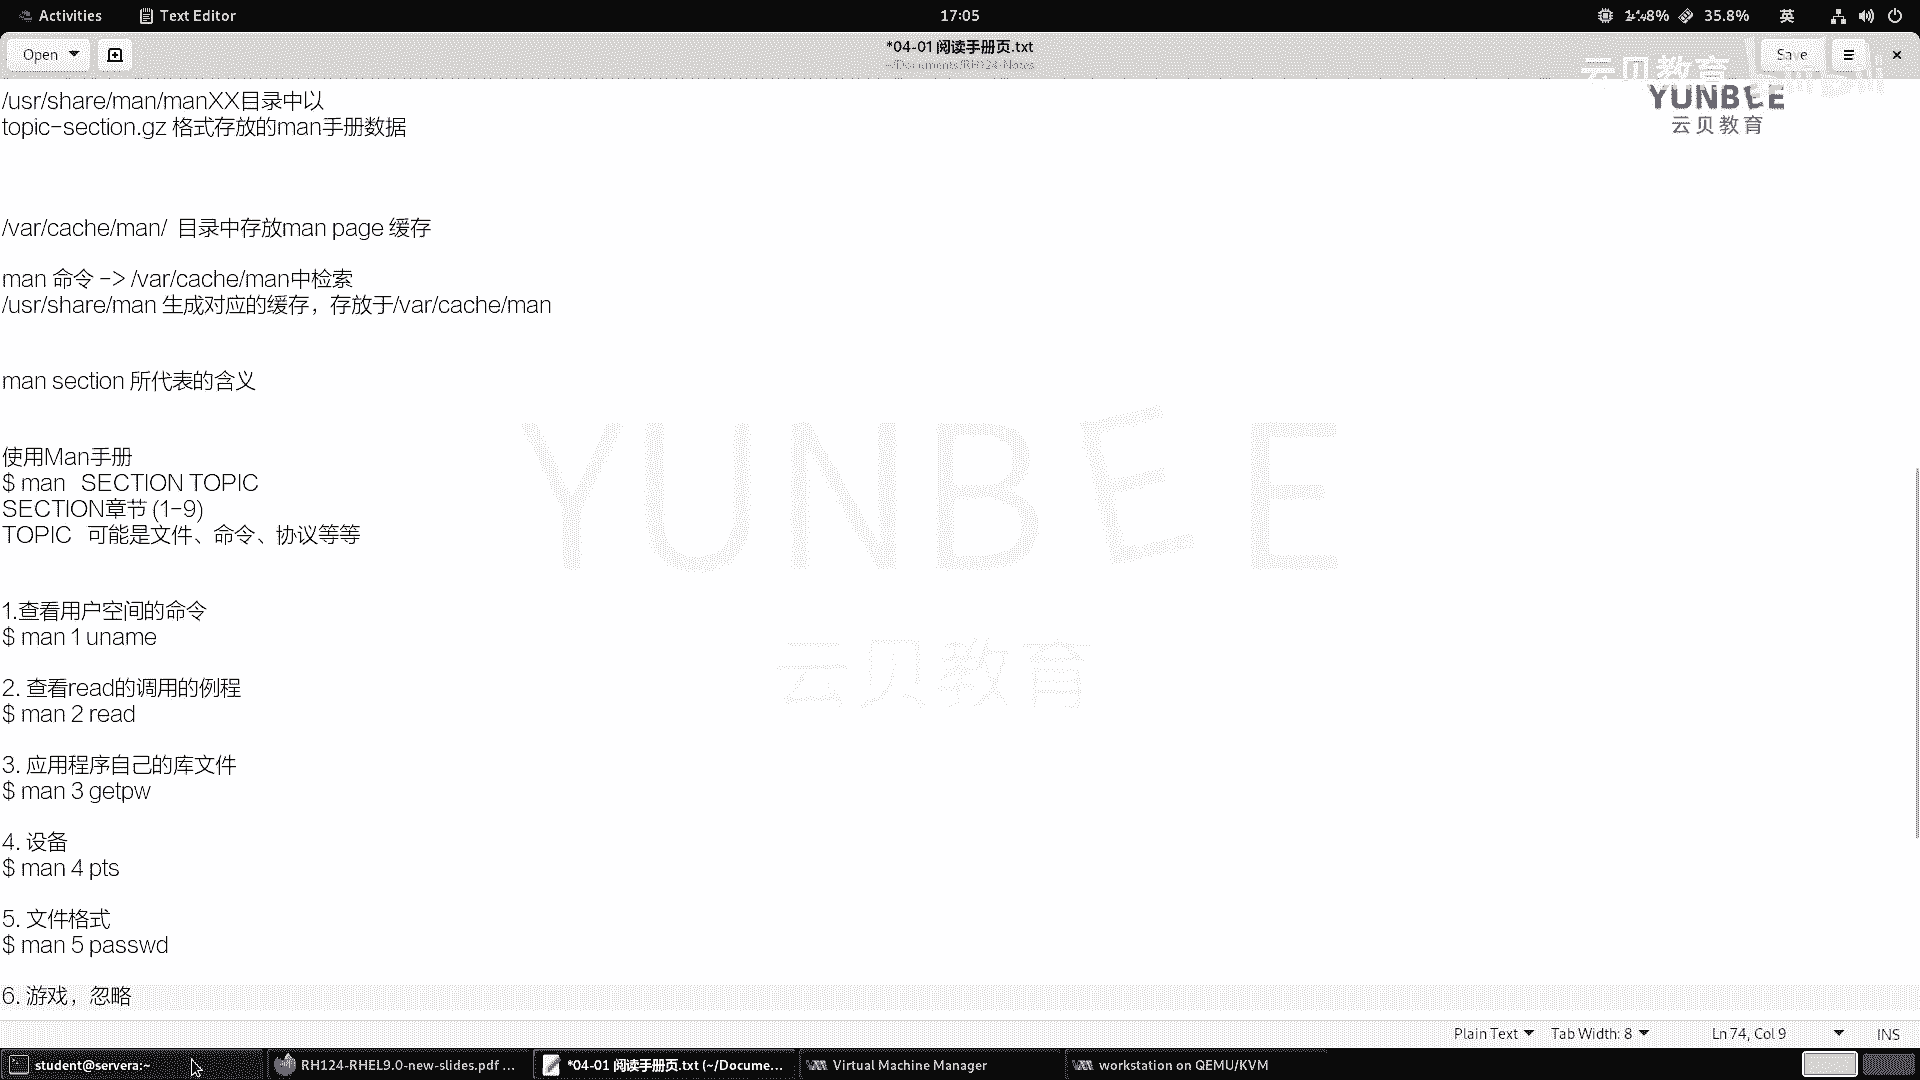 Activities
Text Editor
17:05
35.8%
英
Open
*04-01 阅读手册页.txt
~/Documents/RH124-Notes
Save
云贝教育
YUNBEE
云贝教育
/usr/share/man/manXX目录中以
topic-section.gz 格式存放的man手册数据
/var/cache/man/ 目录中存放man page 缓存
man 命令 -> /var/cache/man中检索
/usr/share/man 生成对应的缓存，存放于/var/cache/man
man section 所代表的含义
使用Man手册
$ man SECTION TOPIC
SECTION章节 (1-9)
TOPIC 可能是文件、命令、协议等等
YUNBEE
云贝教育
1.查看用户空间的命令
$ man 1 uname
2. 查看read的调用的例程
$ man 2 read
3. 应用程序自己的库文件
$ man 3 getpw
4. 设备
$ man 4 pts
5. 文件格式
$ man 5 passwd
6. 游戏，忽略
Plain Text
Tab Width: 8
Ln 74, Col 9
INS
student@servera:~
RH124-RHEL9.0-new-slides.pdf ...
*04-01 阅读手册页.txt (~/Docume...
Virtual Machine Manager
workstation on QEMU/KVM